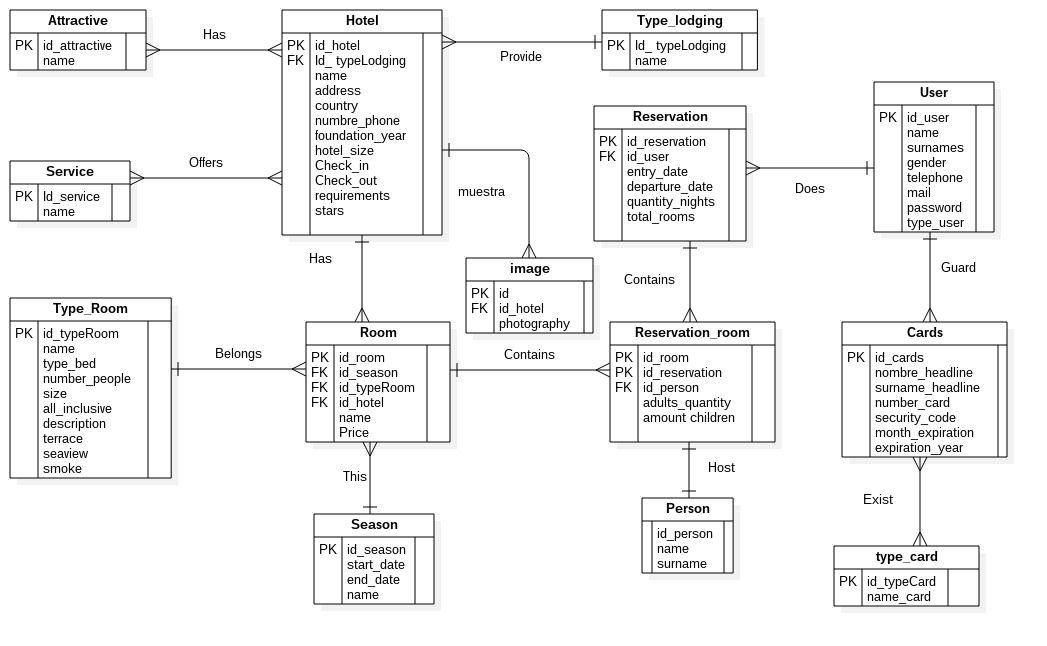 Attractive
PK id_attractive
name
Has
Hotel
PK id_hotel
FK ld_ typeLodging
name
address
country
numbre_phone
foundation_year
hotel_size
Check_in
Check_out
requirements
stars
Provide
Type_lodging
PK ld_ typeLodging
name
Service
PK ld_service
name
Offers
muestra
image
PK id
FK id_hotel
photography
Reservation
PK id_reservation
FK id_user
entry_date
departure_date
quantity_nights
total_rooms
Does
User
PK id_user
name
surnames
gender
telephone
mail
password
type_user
Has
Contains
Guard
Type_Room
PK id_typeRoom
name
type_bed
number_people
size
all_inclusive
description
terrace
seaview
smoke
Belongs
Room
PK id_room
FK id_season
FK id_typeRoom
FK id_hotel
name
Price
Contains
Reservation_room
PK id_room
PK id_reservation
FK id_person
adults_quantity
amount children
Cards
PK id_cards
nombre_headline
surname_headline
number_card
security_code
month_expiration
expiration_year
This
Host
Exist
Season
PK id_season
start_date
end_date
name
Person
id_person
name
surname
type_card
PK id_typeCard
name_card